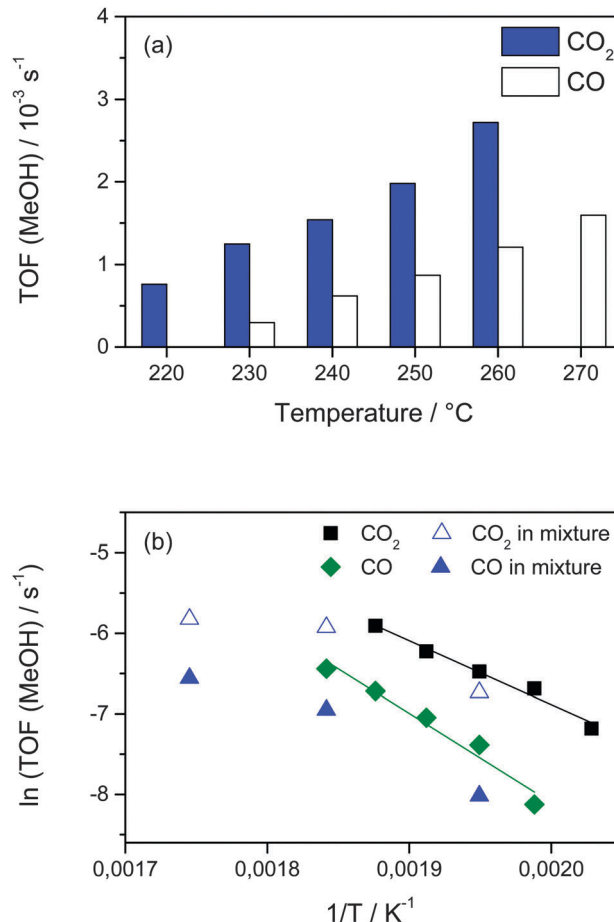 (a)
CO₂
CO
TOF (MeOH) / 10⁻³ s⁻¹
4
3
2
1
0
220 230 240 250 260 270
Temperature / °C
(b)
CO₂
CO₂ in mixture
CO
CO in mixture
ln (TOF (MeOH) / s⁻¹)
-5
-6
-7
-8
0,0017 0,0018 0,0019 0,0020
1/T / K⁻¹